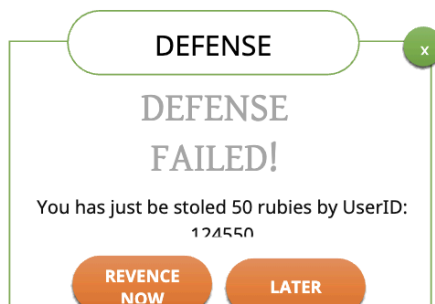 DEFENSE
x
DEFENSE
FAILED!
You has just be stoled 50 rubies by UserID:
124550
REVENCE
NOW
LATER